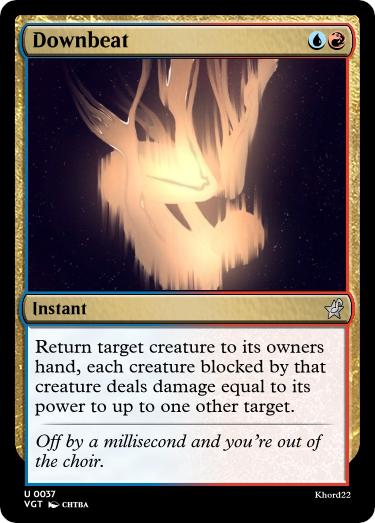 Downbeat
Instant
Return target creature to its owners
hand, each creature blocked by that
creature deals damage equal to its
power to up to one other target.
Off by a millisecond and you're out of
the choir.
U 0037
VGT CHTBA
Khord22